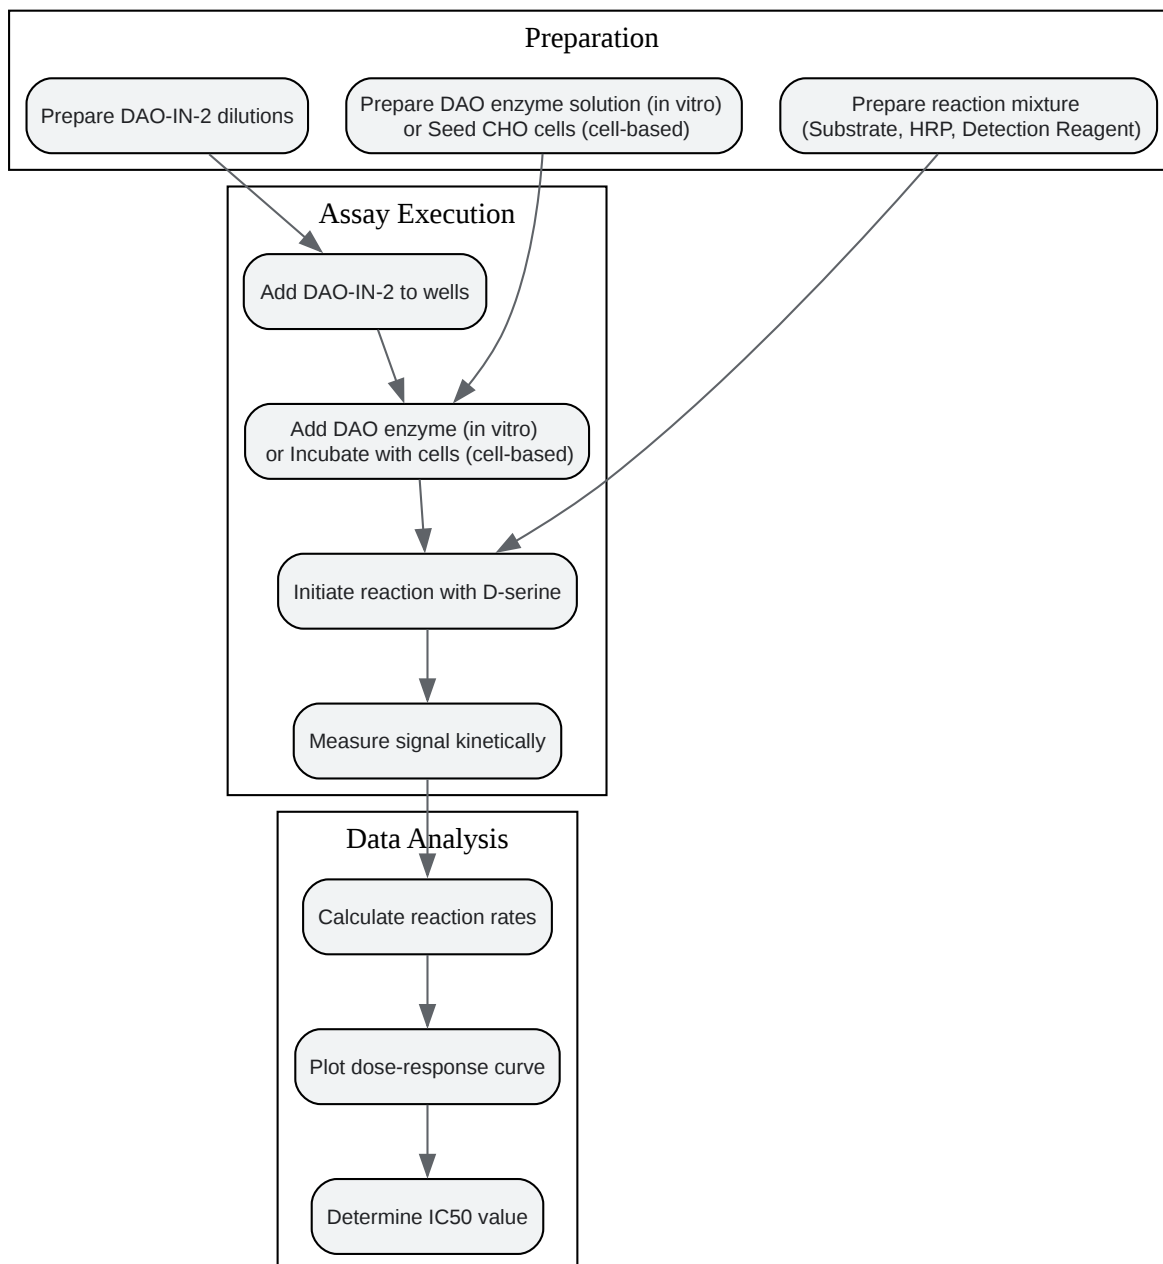 Preparation
Prepare DAO-IN-2 dilutions
Prepare DAO enzyme solution (in vitro)
or Seed CHO cells (cell-based)
Prepare reaction mixture
(Substrate, HRP, Detection Reagent)
Assay Execution
Add DAO-IN-2 to wells
Add DAO enzyme (in vitro)
or Incubate with cells (cell-based)
Initiate reaction with D-serine
Measure signal kinetically
Data Analysis
Calculate reaction rates
Plot dose-response curve
Determine IC50 value